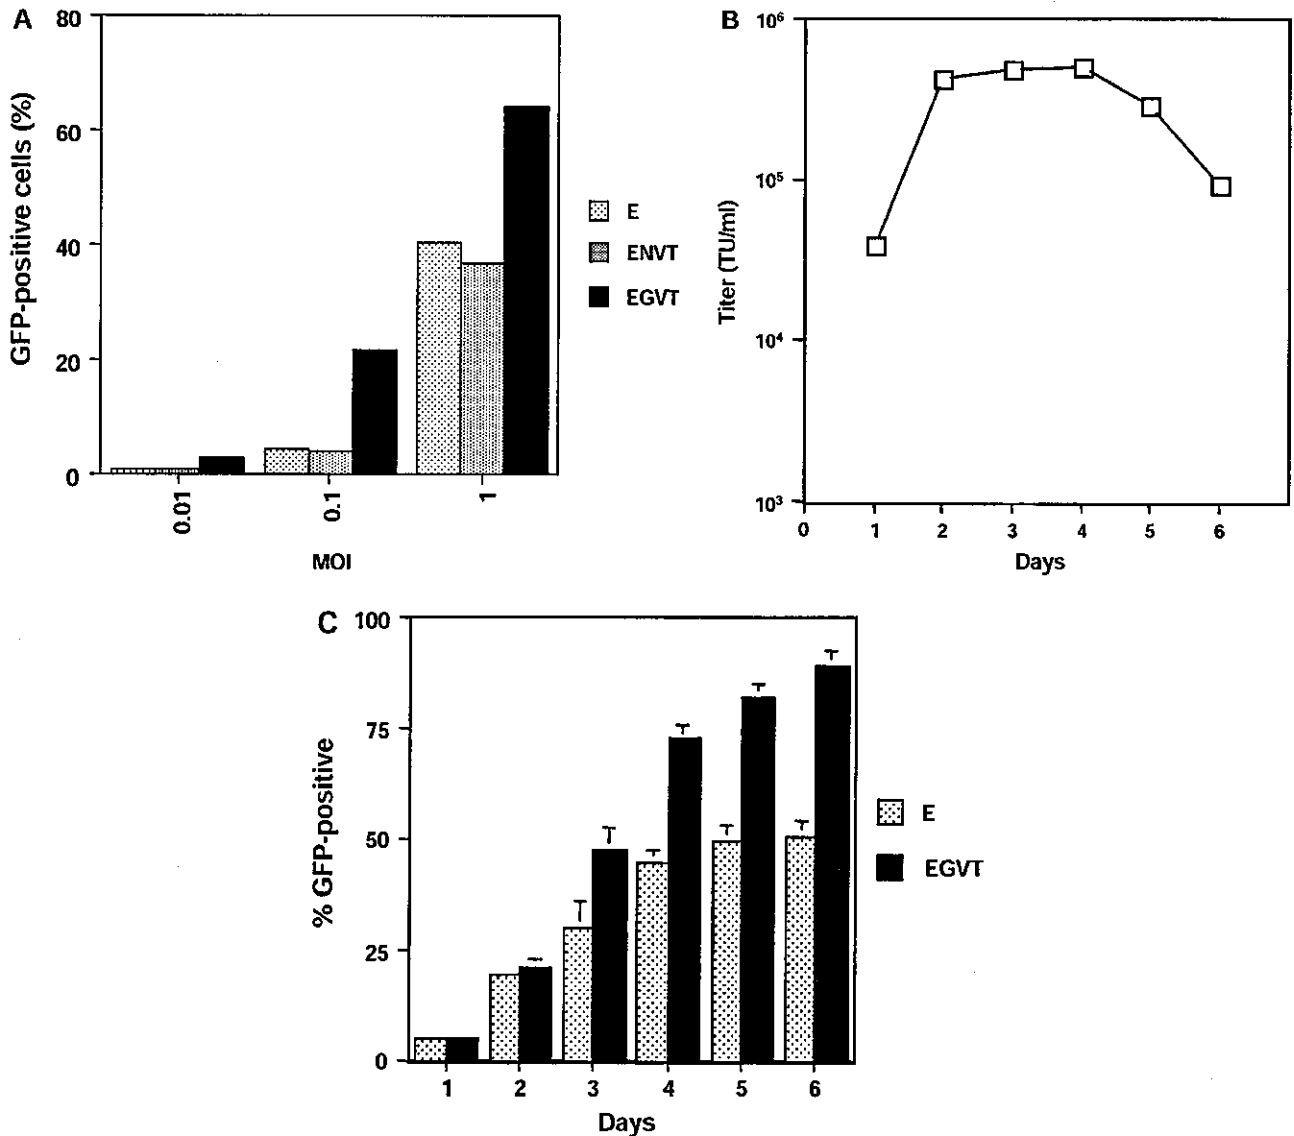 A
80
60
40
20
0
GFP-positive cells (%)
0.01
0.1
1
MOI
E
ENVT
EGVT
B
10⁶
10⁵
10⁴
10³
Titer (TU/ml)
0 1 2 3 4 5 6
Days
C
100
75
50
25
0
% GFP-positive
1 2 3 4 5 6
Days
E
EGVT